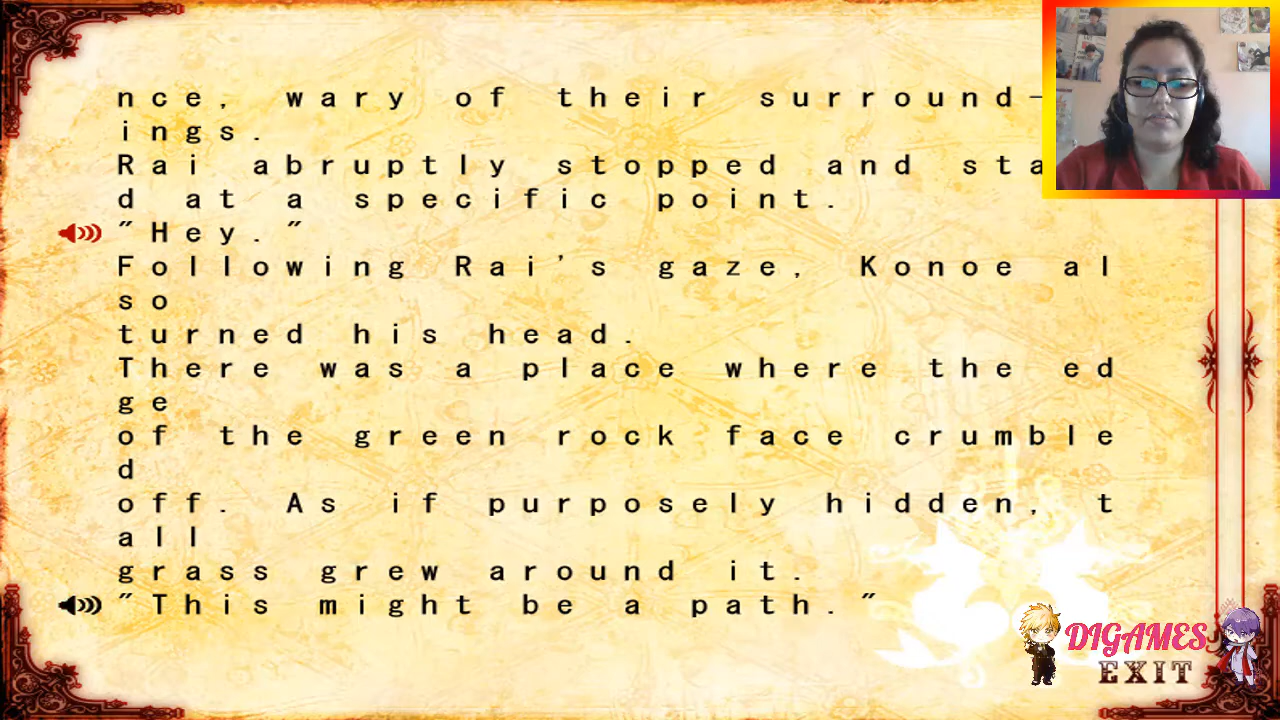 nce, wary of their surround-
ings.
Rai abruptly stopped and sta
d at a specific point.
"Hey."
Following Rai's gaze, Konoe al
so
turned his head.
There was a place where the ed
ge
of the green rock face crumble
d
off. As if purposely hidden, t
all
grass grew around it.
"This might be a path."
DIGAMES
EXIT